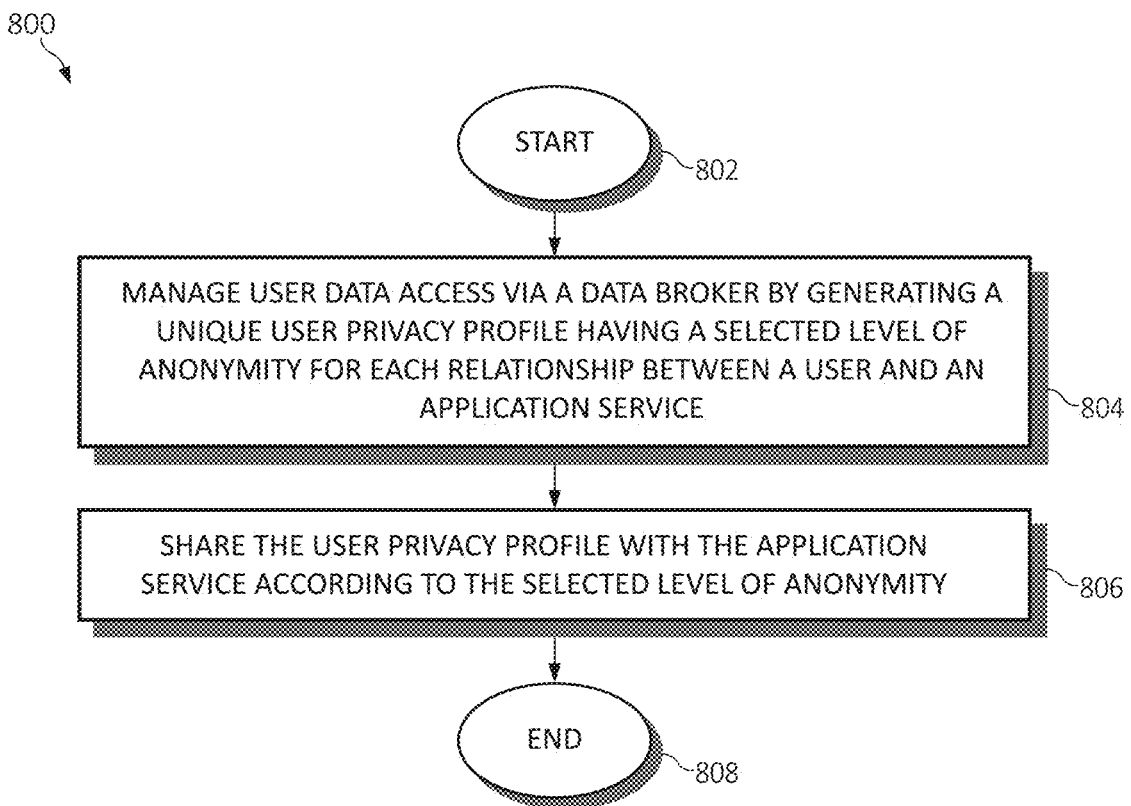 800
START
802
MANAGE USER DATA ACCESS VIA A DATA BROKER BY GENERATING A
UNIQUE USER PRIVACY PROFILE HAVING A SELECTED LEVEL OF
ANONYMITY FOR EACH RELATIONSHIP BETWEEN A USER AND AN
APPLICATION SERVICE
804
SHARE THE USER PRIVACY PROFILE WITH THE APPLICATION
SERVICE ACCORDING TO THE SELECTED LEVEL OF ANONYMITY
806
END
808